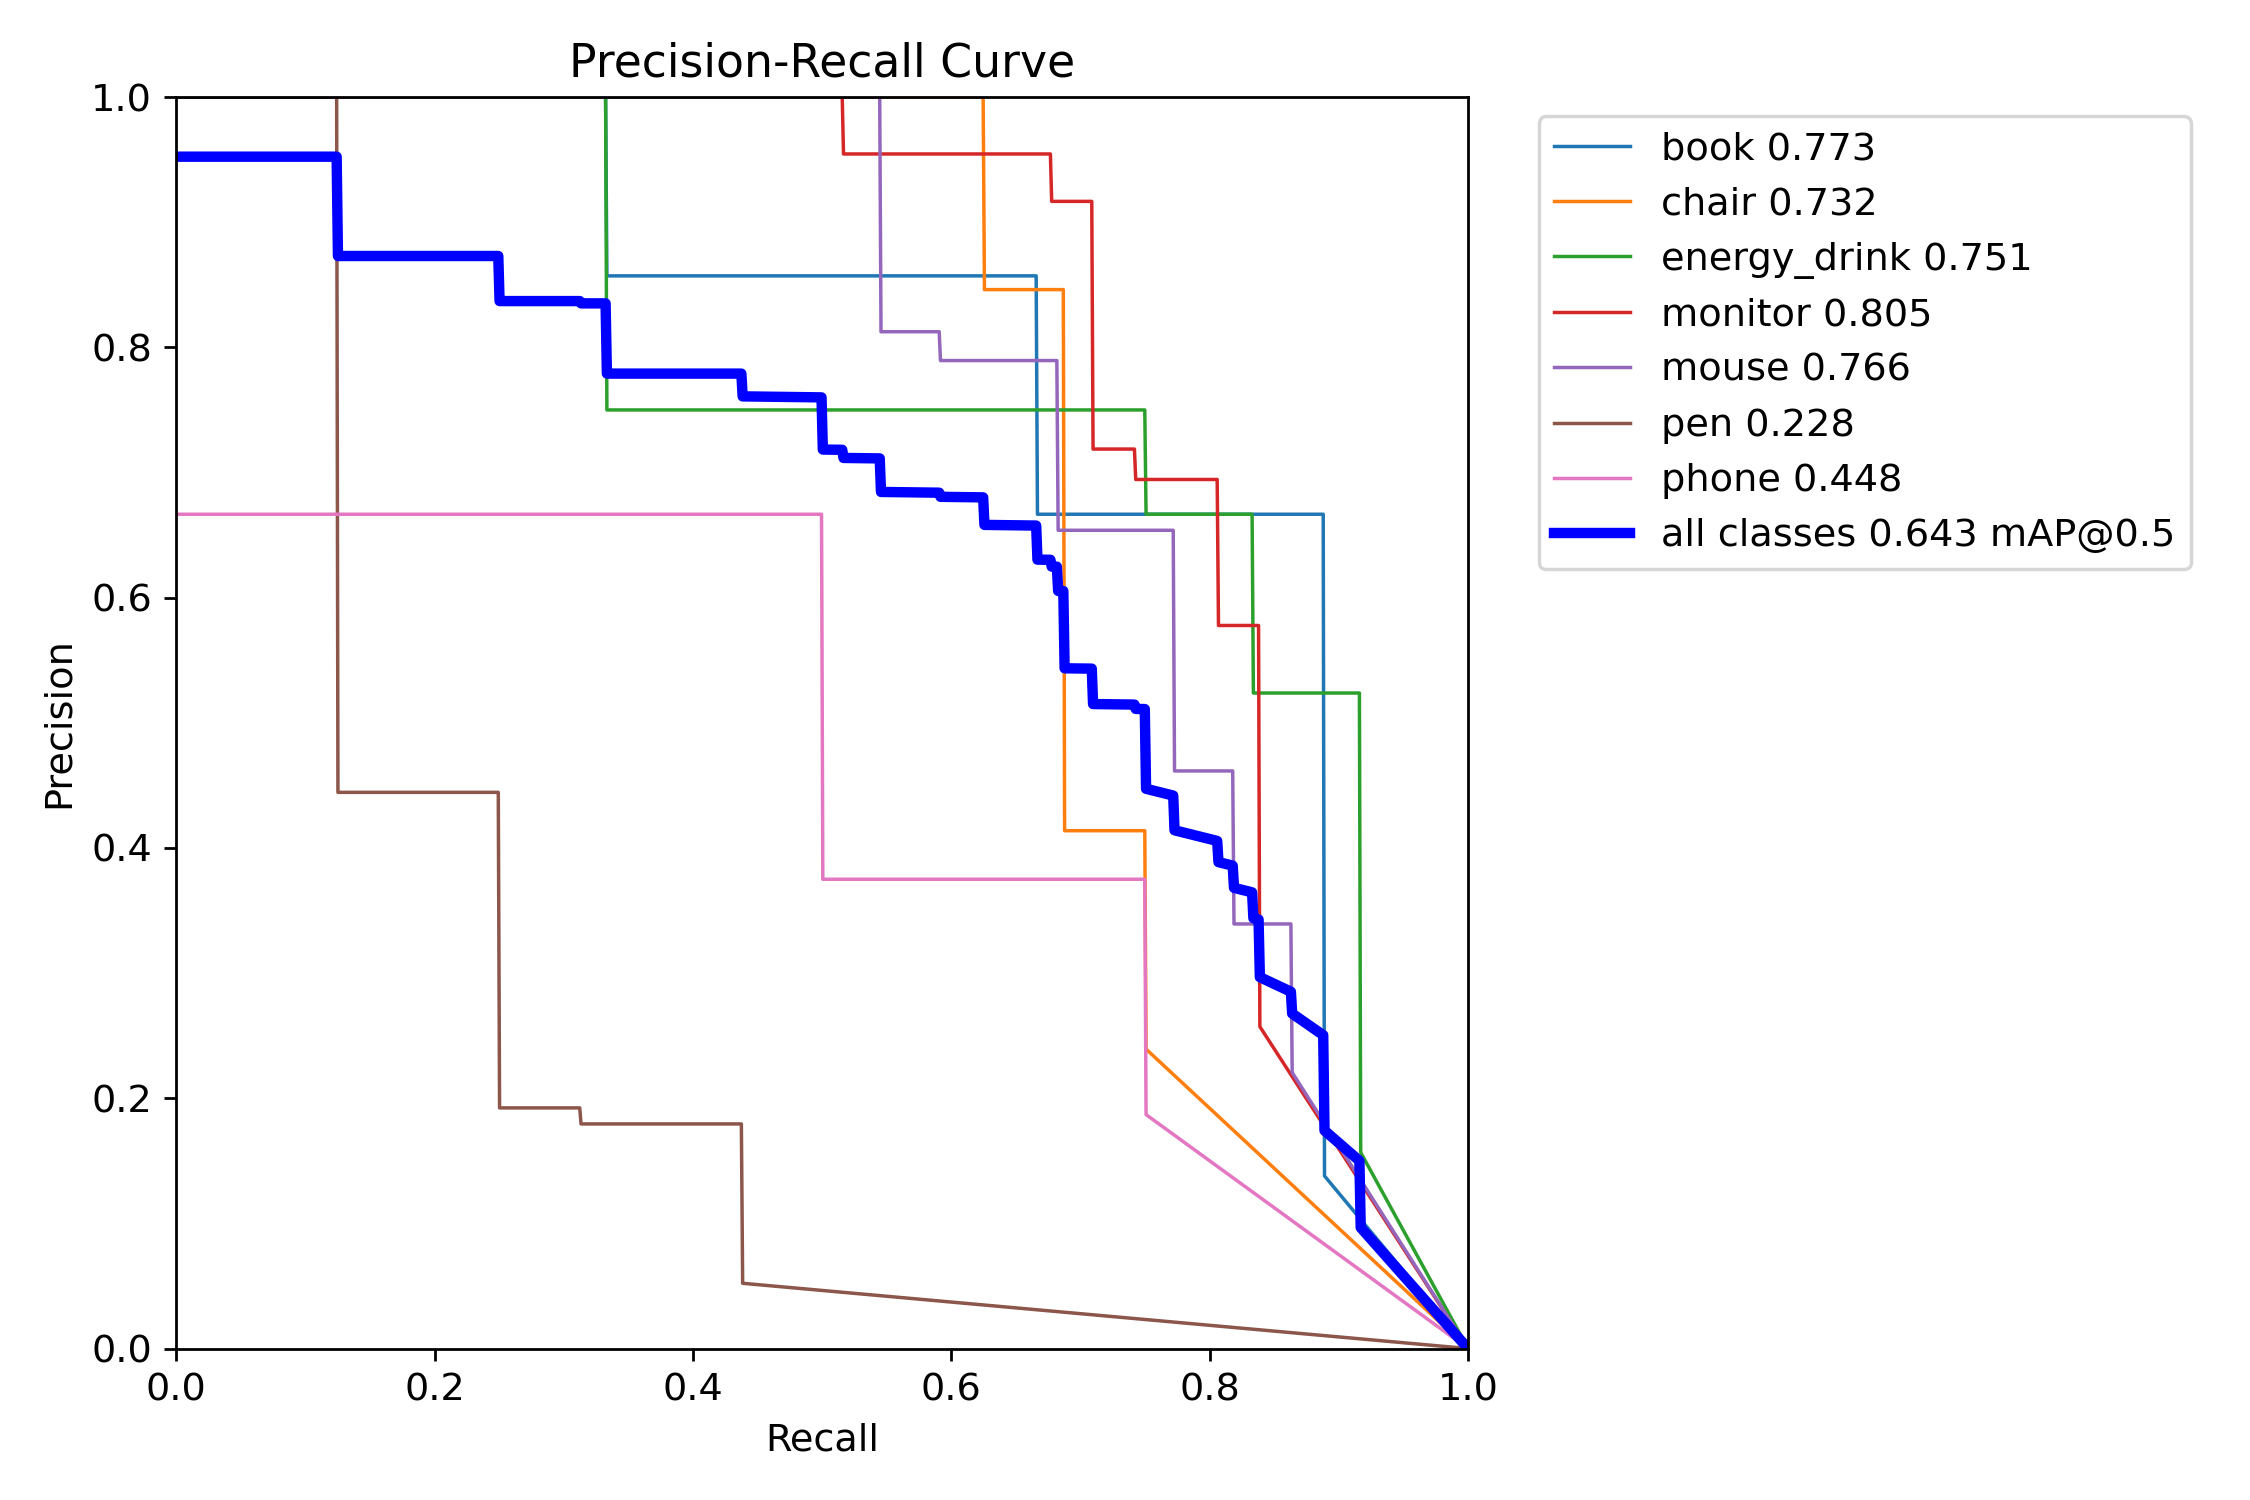 Precision-Recall Curve
1.0
0.8
0.6
0.4
0.2
0.0
Precision
0.0 0.2 0.4 0.6 0.8 1.0
Recall
book 0.773
chair 0.732
energy_drink 0.751
monitor 0.805
mouse 0.766
pen 0.228
phone 0.448
all classes 0.643 mAP@0.5